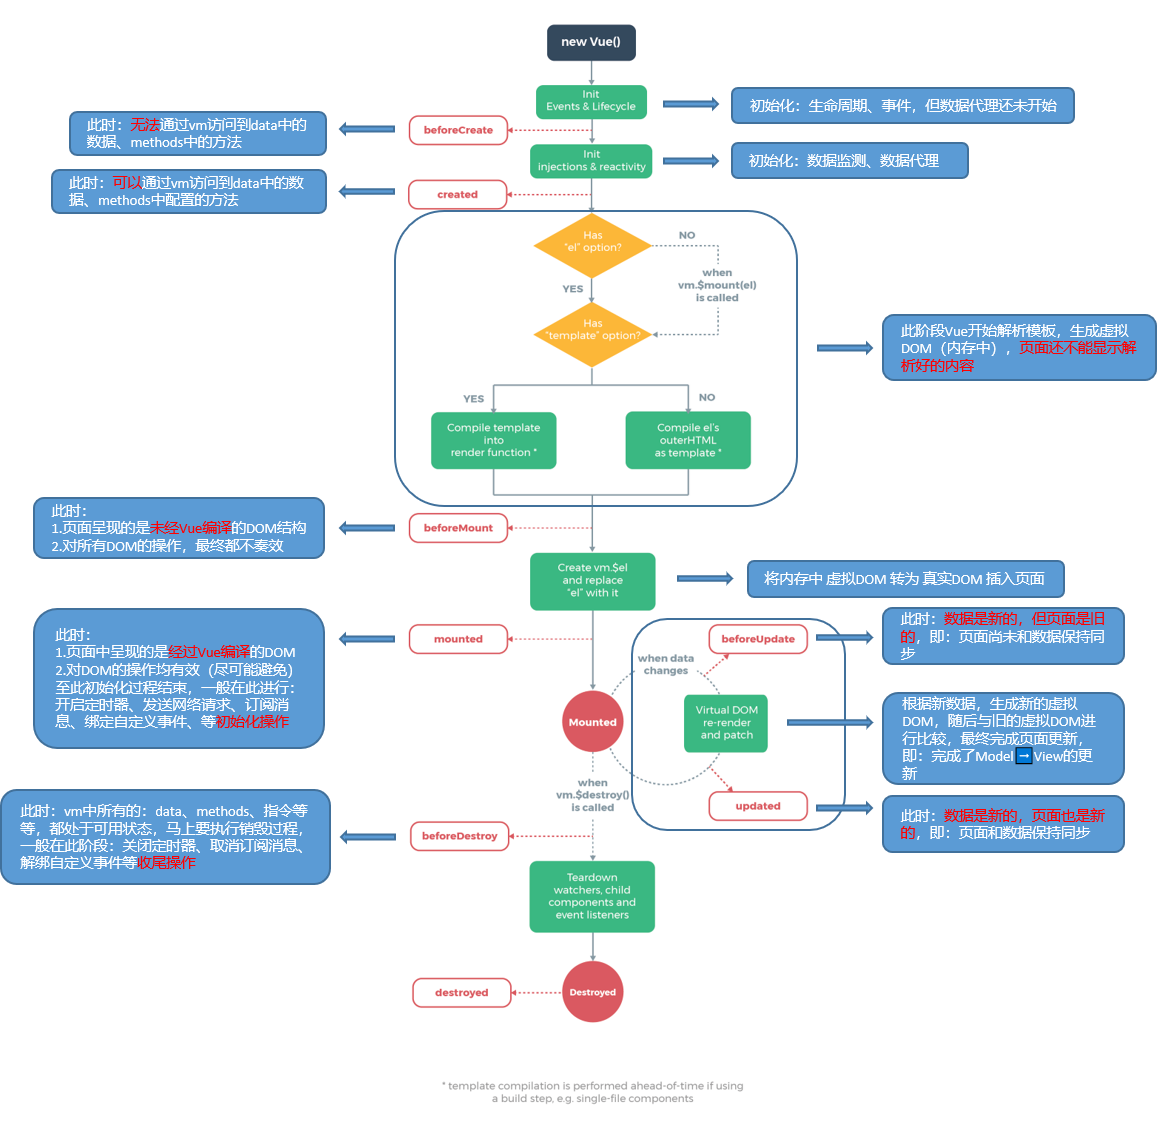 new Vue()
Init
Events & Lifecycle
初始化：生命周期、事件，但数据代理还未开始
此时：无法通过vm访问到data中的
数据、methods中的方法
beforeCreate
Init
injections & reactivity
初始化：数据监测、数据代理
此时：可以通过vm访问到data中的数
据、methods中配置的方法
created
Has
"el" option?
NO
when
vm.$mount(el)
is called
YES
Has
"template" option?
此阶段Vue开始解析模板，生成虚拟
DOM（内存中），页面还不能显示解
析好的内容
YES
NO
Compile template
into
render function *
Compile el's
outerHTML
as template *
此时：
1.页面呈现的是未经Vue编译的DOM结构
2.对所有DOM的操作，最终都不奏效
beforeMount
Create vm.$el
and replace
"el" with it
将内存中 虚拟DOM 转为 真实DOM 插入页面
此时：
1.页面中呈现的是经过Vue编译的DOM
2.对DOM的操作均有效（尽可能避免）
至此初始化过程结束，一般在此进行：
开启定时器、发送网络请求、订阅消
息、绑定自定义事件、等初始化操作
mounted
beforeUpdate
此时：数据是新的，但页面是旧
的，即：页面尚未和数据保持同
步
when data
changes
Mounted
Virtual DOM
re-render
and patch
根据新数据，生成新的虚拟
DOM，随后与旧的虚拟DOM进
行比较，最终完成页面更新，
即：完成了Model➡View的更
新
when
vm.$destroy()
is called
updated
此时：数据是新的，页面也是新
的，即：页面和数据保持同步
此时：vm中所有的：data、methods、指令等
等，都处于可用状态，马上要执行销毁过程，
一般在此阶段：关闭定时器、取消订阅消息、
解绑自定义事件等收尾操作
beforeDestroy
Teardown
watchers, child
components and
event listeners
destroyed
Destroyed
* template compilation is performed ahead-of-time if using
a build step, e.g. single-file components